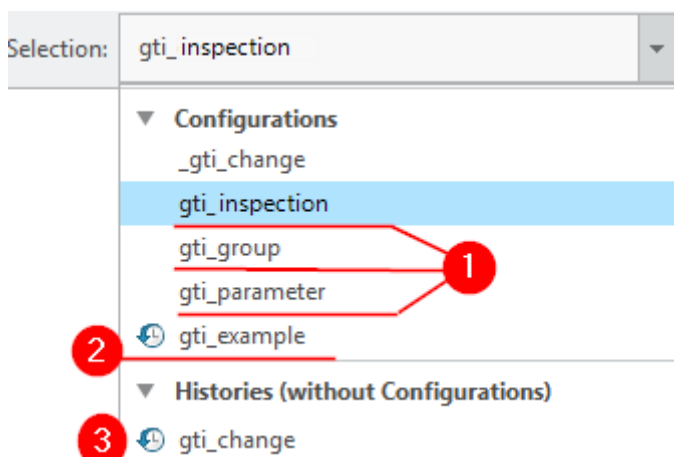 Selection: gti_inspection
Configurations
_gti_change
gti_inspection
gti_group
1
gti_parameter
gti_example
2
Histories (without Configurations)
3 gti_change